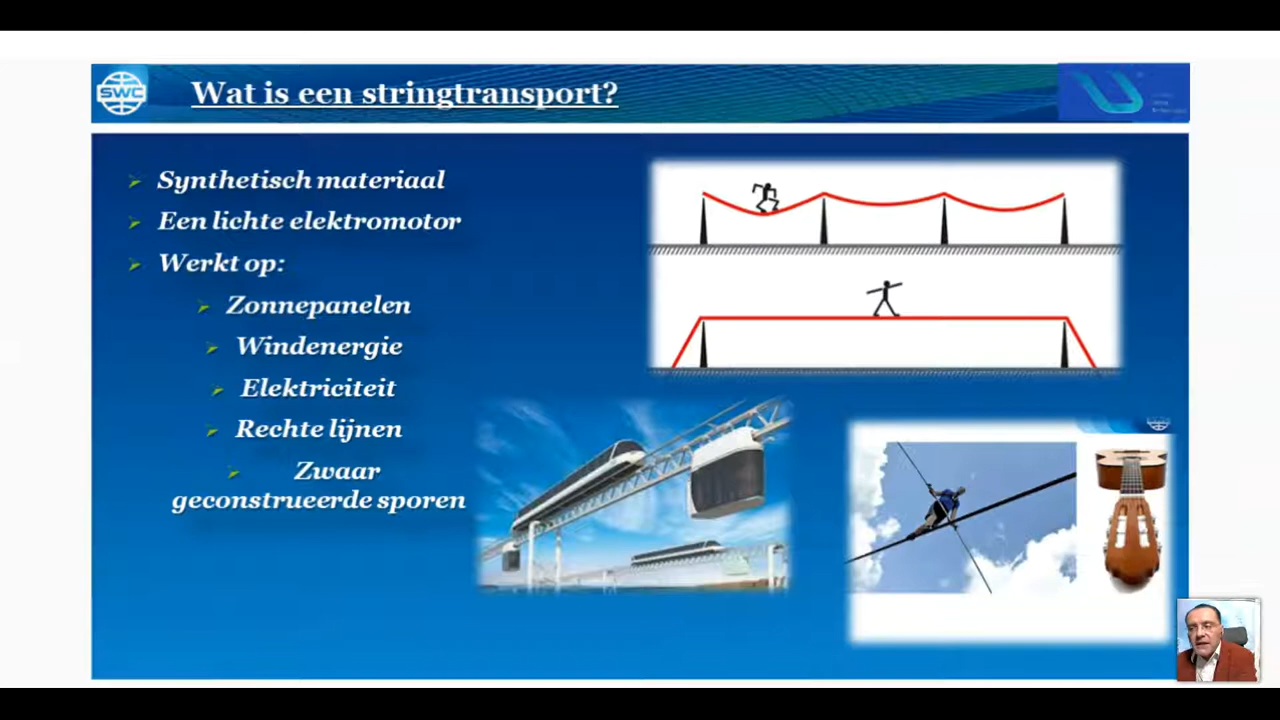 SWC
Wat is een stringtransport?
Synthetisch materiaal
Een lichte elektromotor
Werkt op:
Zonnepanelen
Windenergie
Elektriciteit
Rechte lijnen
Zwaar
geconstrueerde sporen